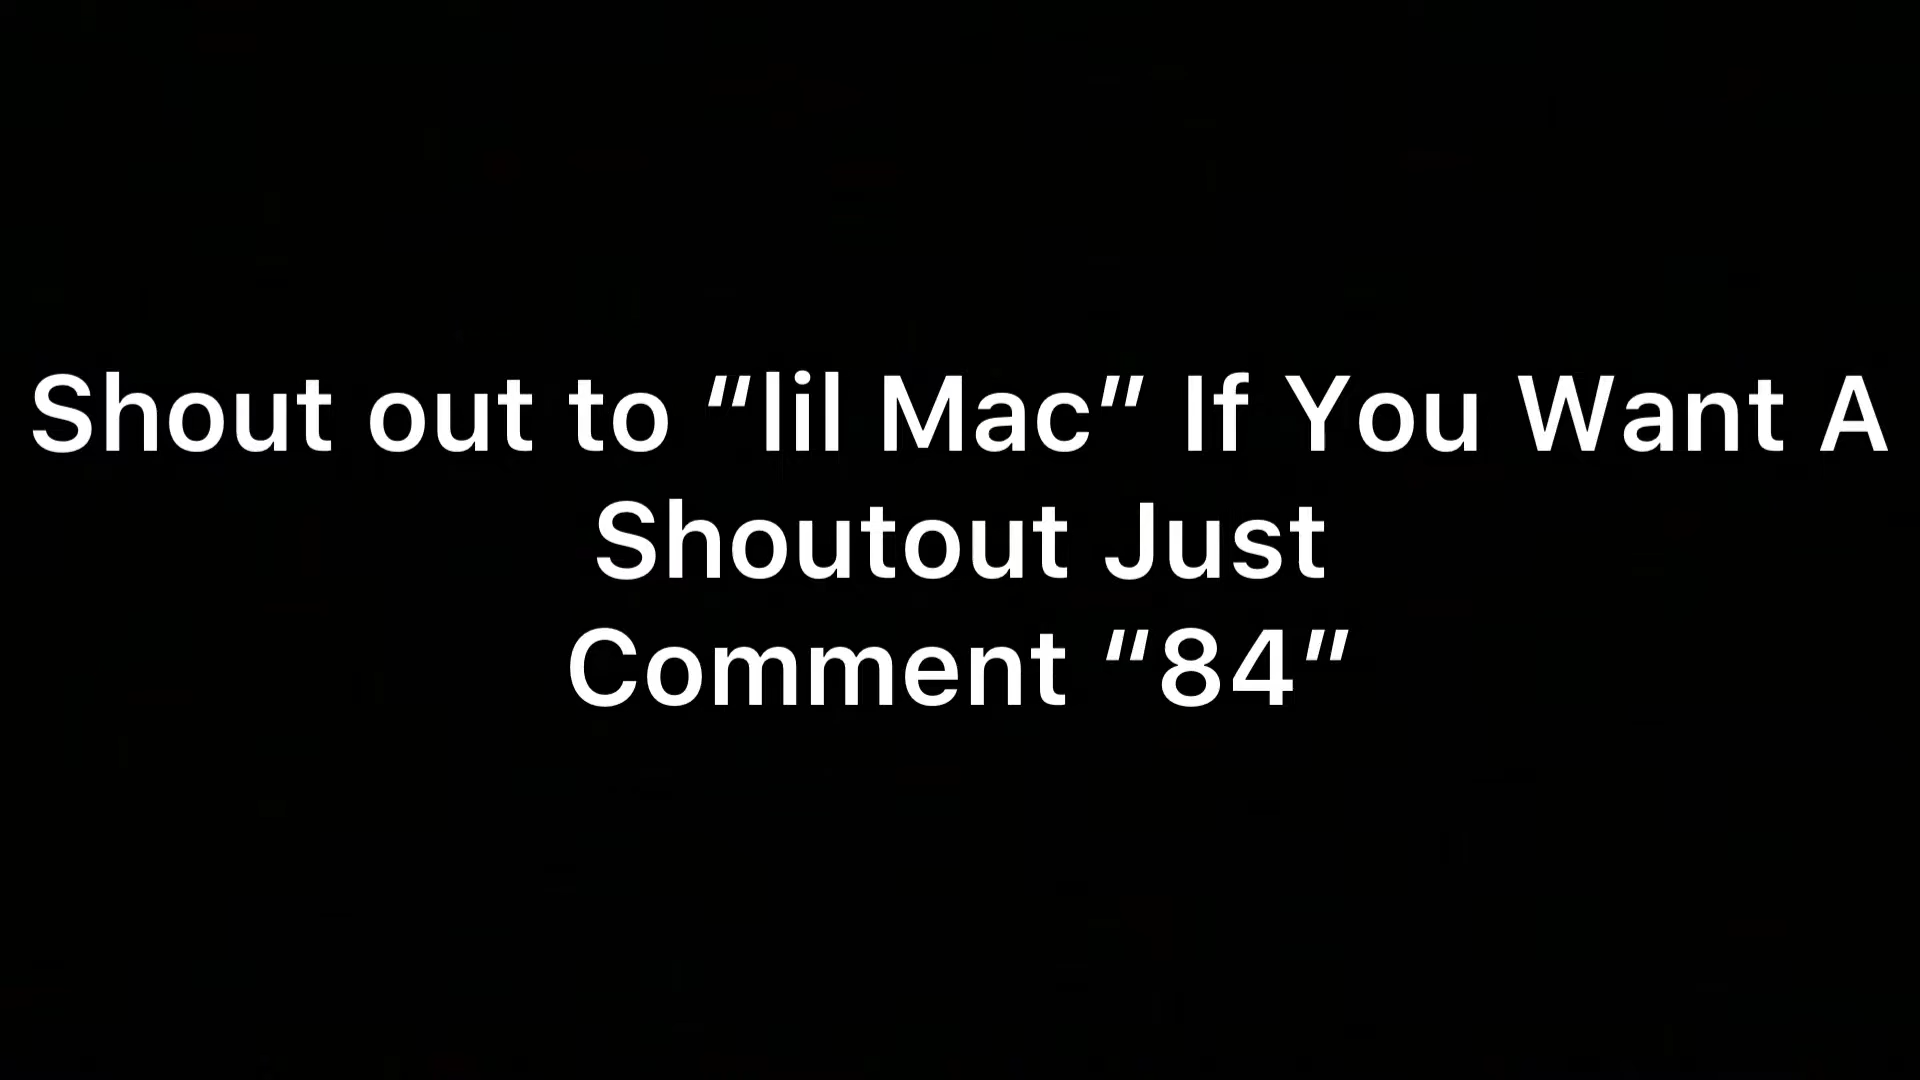 Shout out to “lil Mac” If You Want A
Shoutout Just
Comment “84”